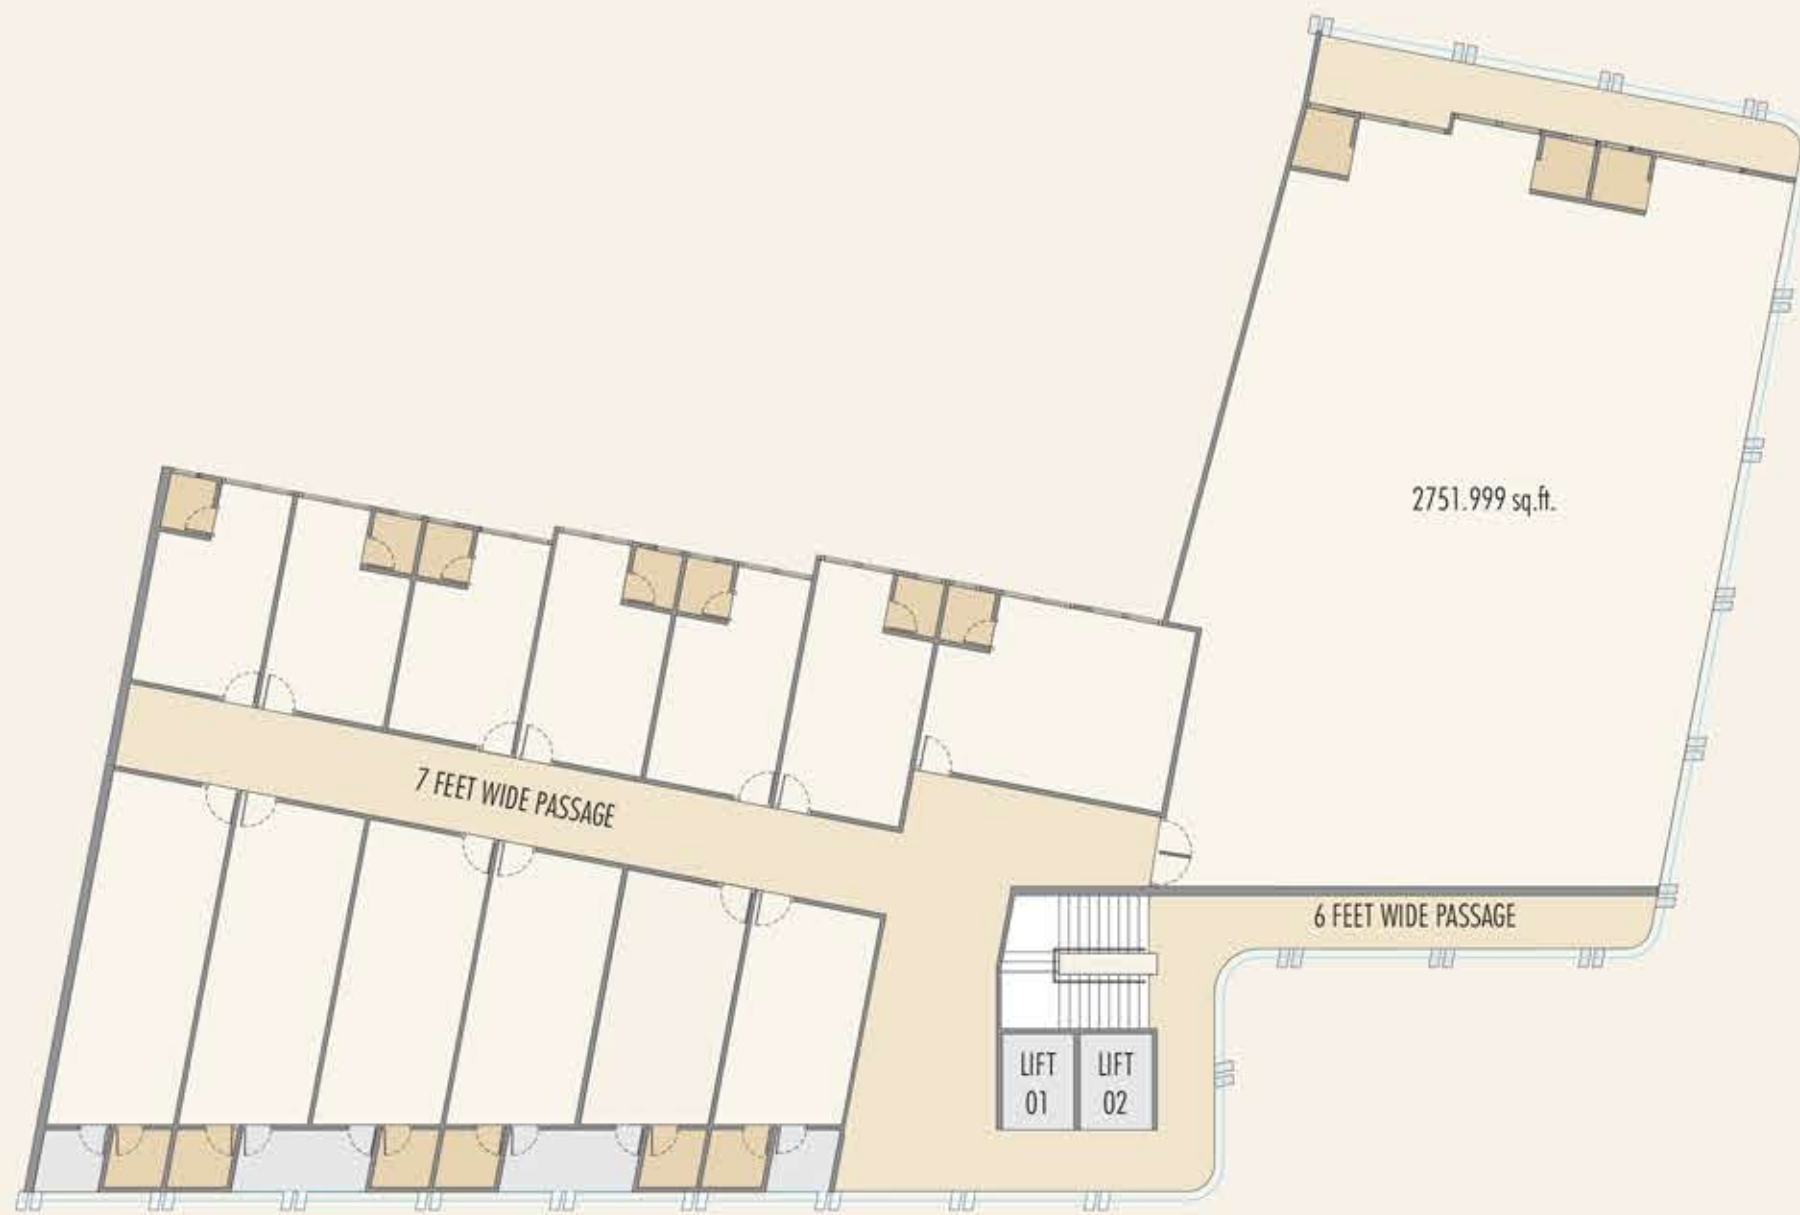 2751.999 sq.ft.
7 FEET WIDE PASSAGE
6 FEET WIDE PASSAGE
LIFT
01
LIFT
02